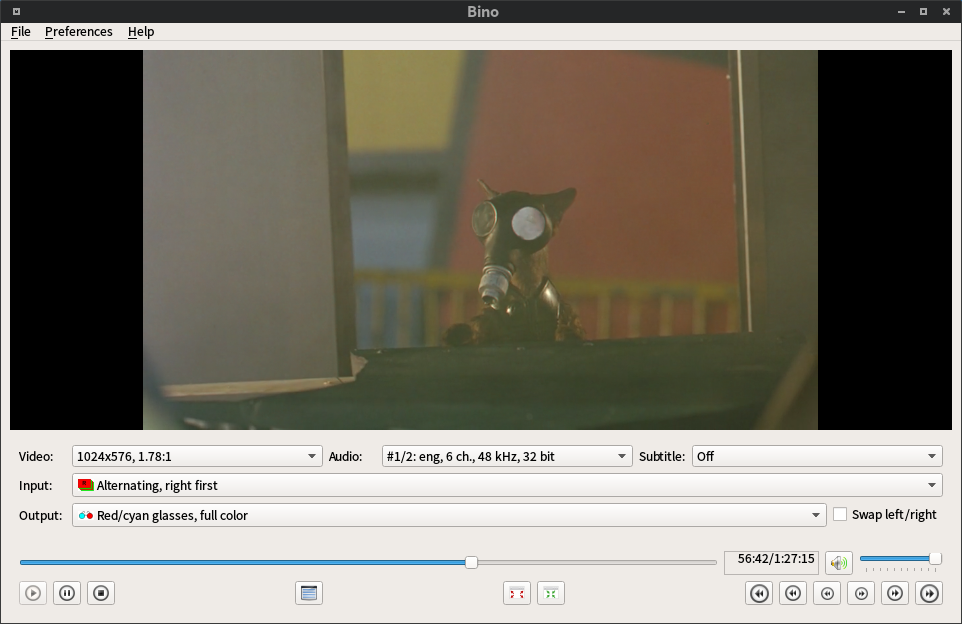 Bino
File Preferences Help
Video: 1024x576, 1.78:1 Audio: #1/2: eng, 6 ch., 48 kHz, 32 bit Subtitle: Off
Input: Alternating, right first
Output: Red/cyan glasses, full color Swap left/right
56:42/1:27:15